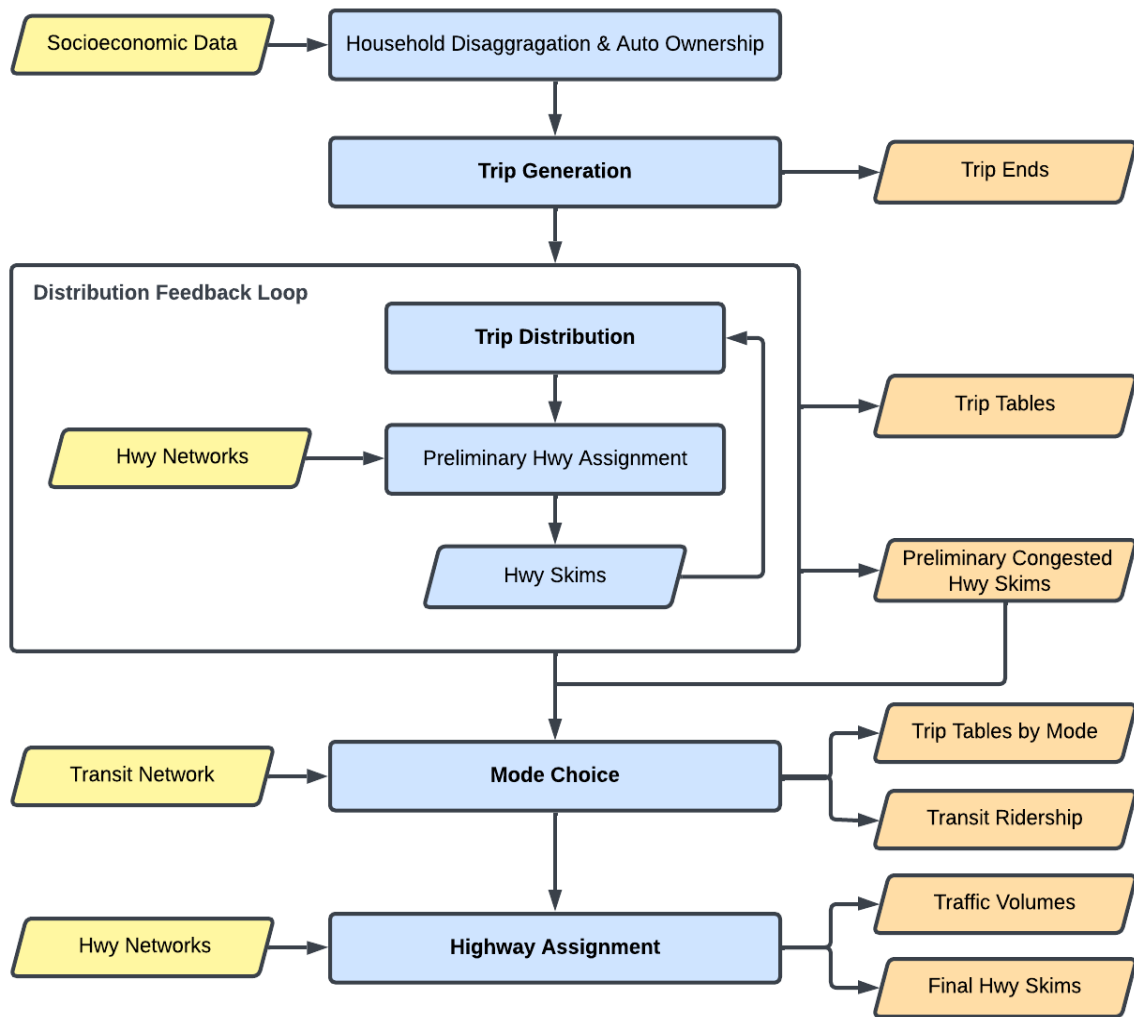 Socioeconomic Data
Household Disaggragation & Auto Ownership
Trip Generation
Trip Ends
Distribution Feedback Loop
Trip Distribution
Trip Tables
Hwy Networks
Preliminary Hwy Assignment
Preliminary Congested
Hwy Skims
Hwy Skims
Trip Tables by Mode
Transit Network
Mode Choice
Transit Ridership
Traffic Volumes
Hwy Networks
Highway Assignment
Final Hwy Skims